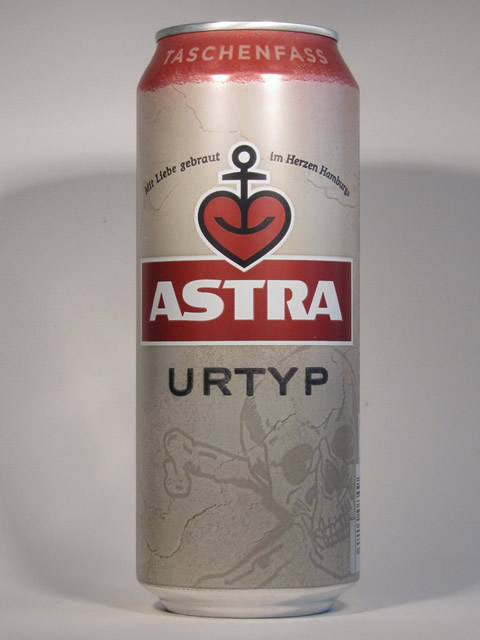 TASCHENFASS
Mit Liebe gebraut im Herzen Hamburgs
ASTRA
URTYP